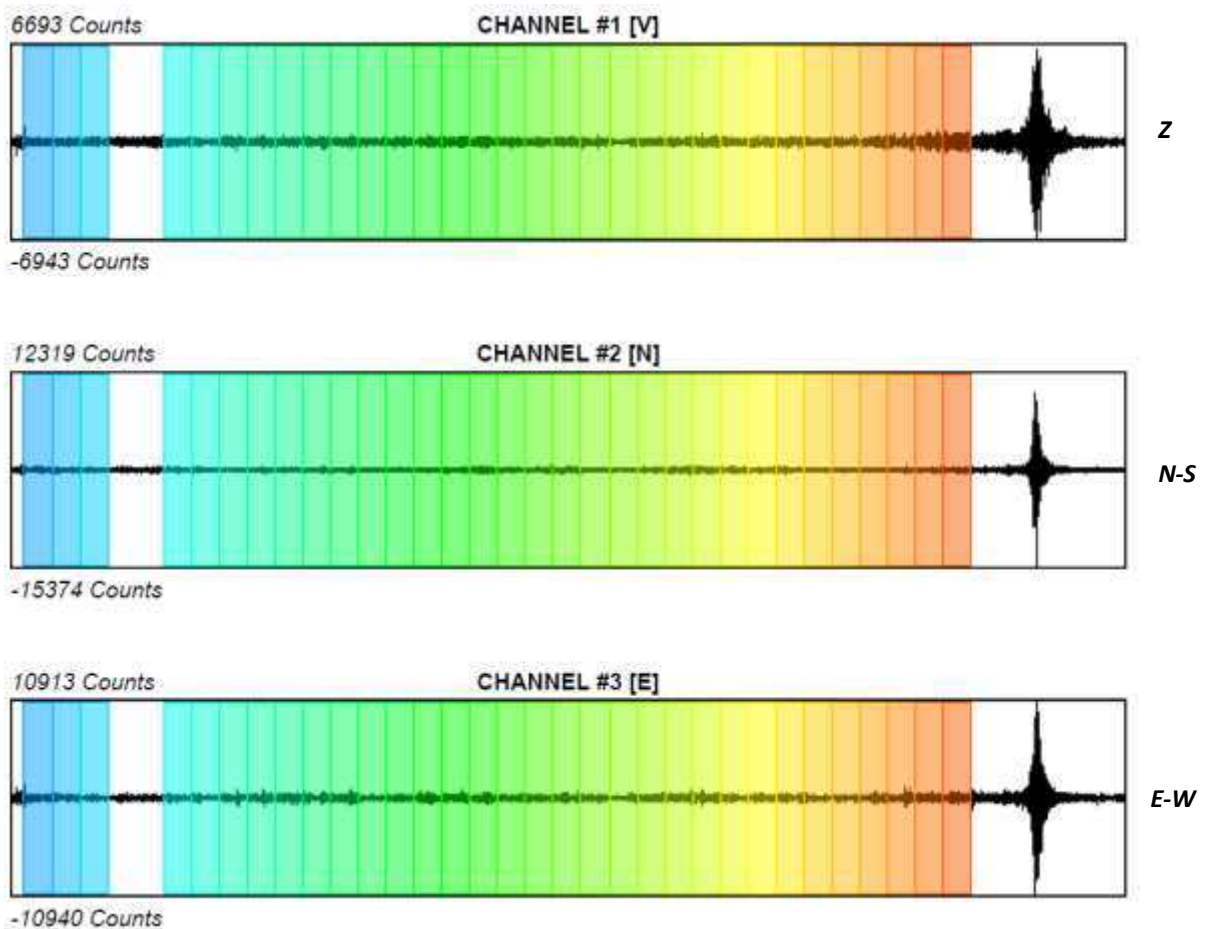 6693 Counts
CHANNEL #1 [V]
Z
-6943 Counts
12319 Counts
CHANNEL #2 [N]
N-S
-15374 Counts
10913 Counts
CHANNEL #3 [E]
E-W
-10940 Counts